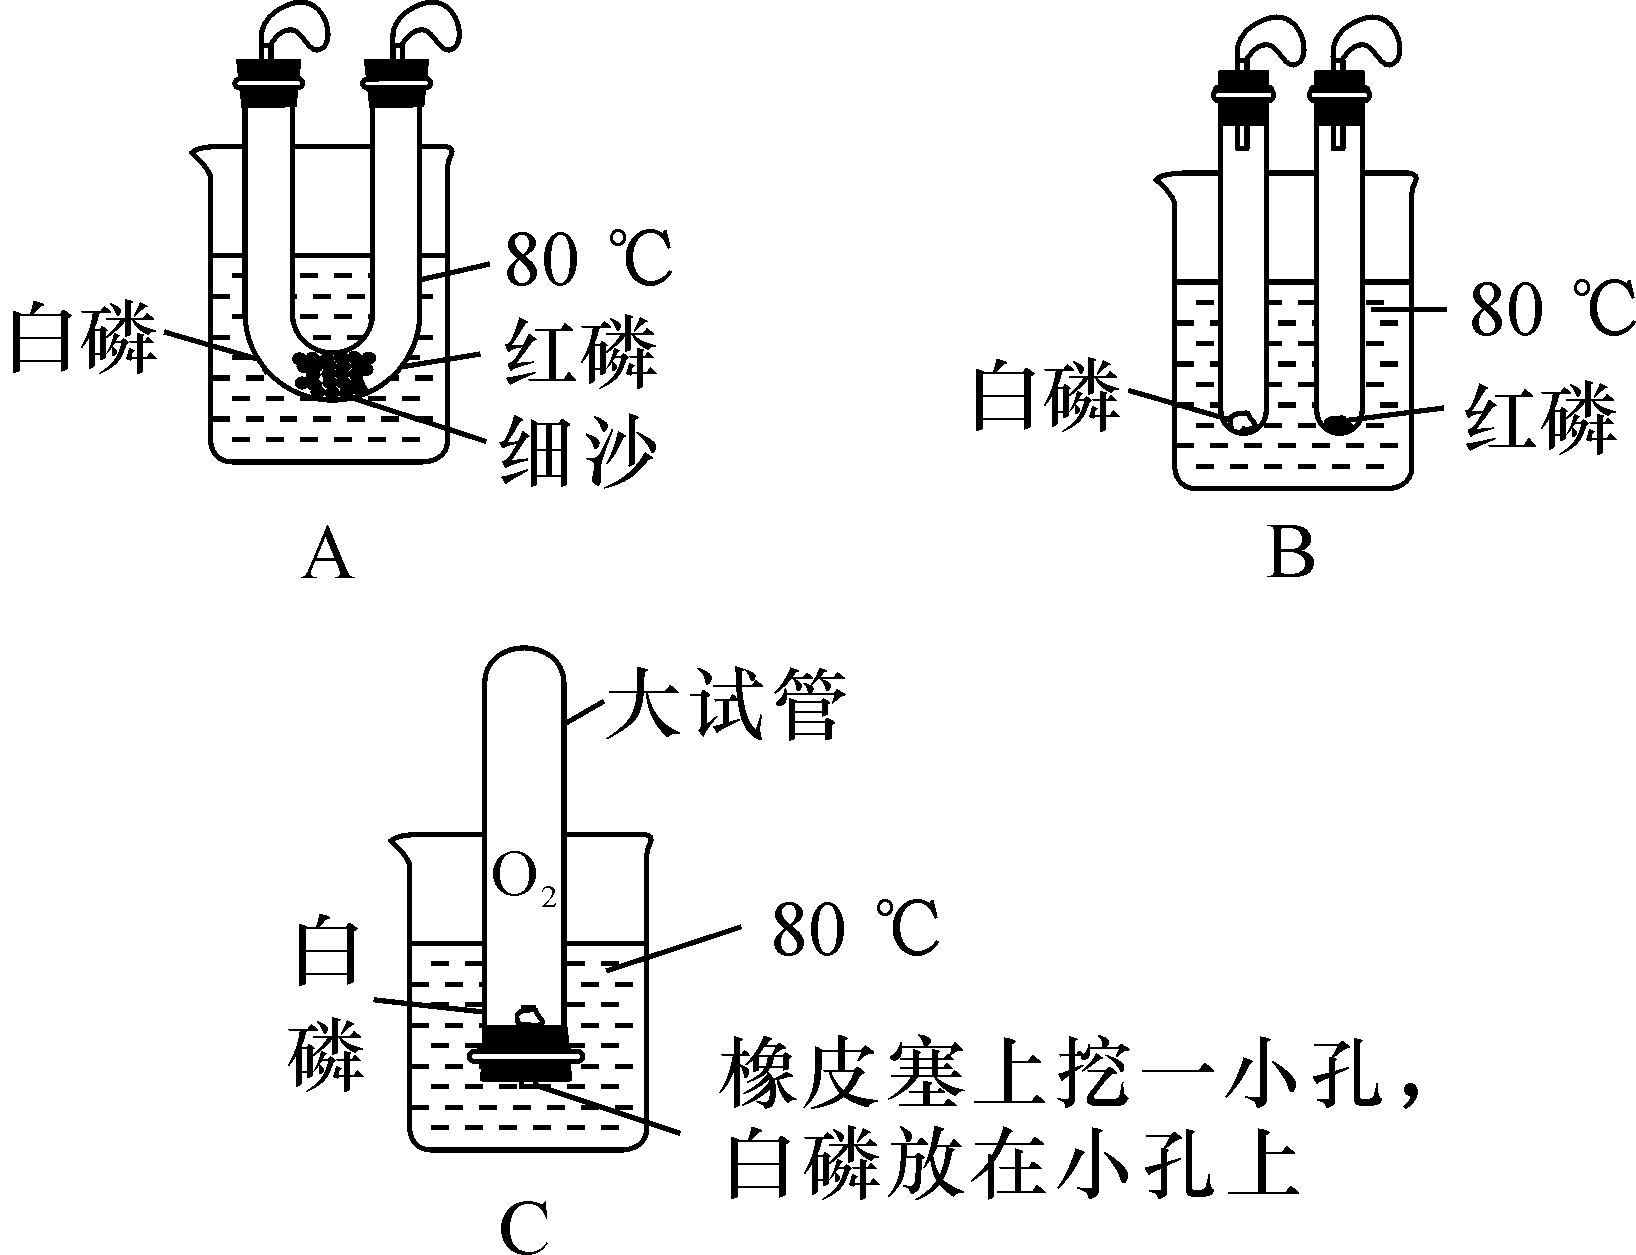 80 ℃
白磷
红磷
细沙
A
80 ℃
白磷
红磷
B
大试管
O₂
白磷
80 ℃
橡皮塞上挖一小孔，
白磷放在小孔上
C